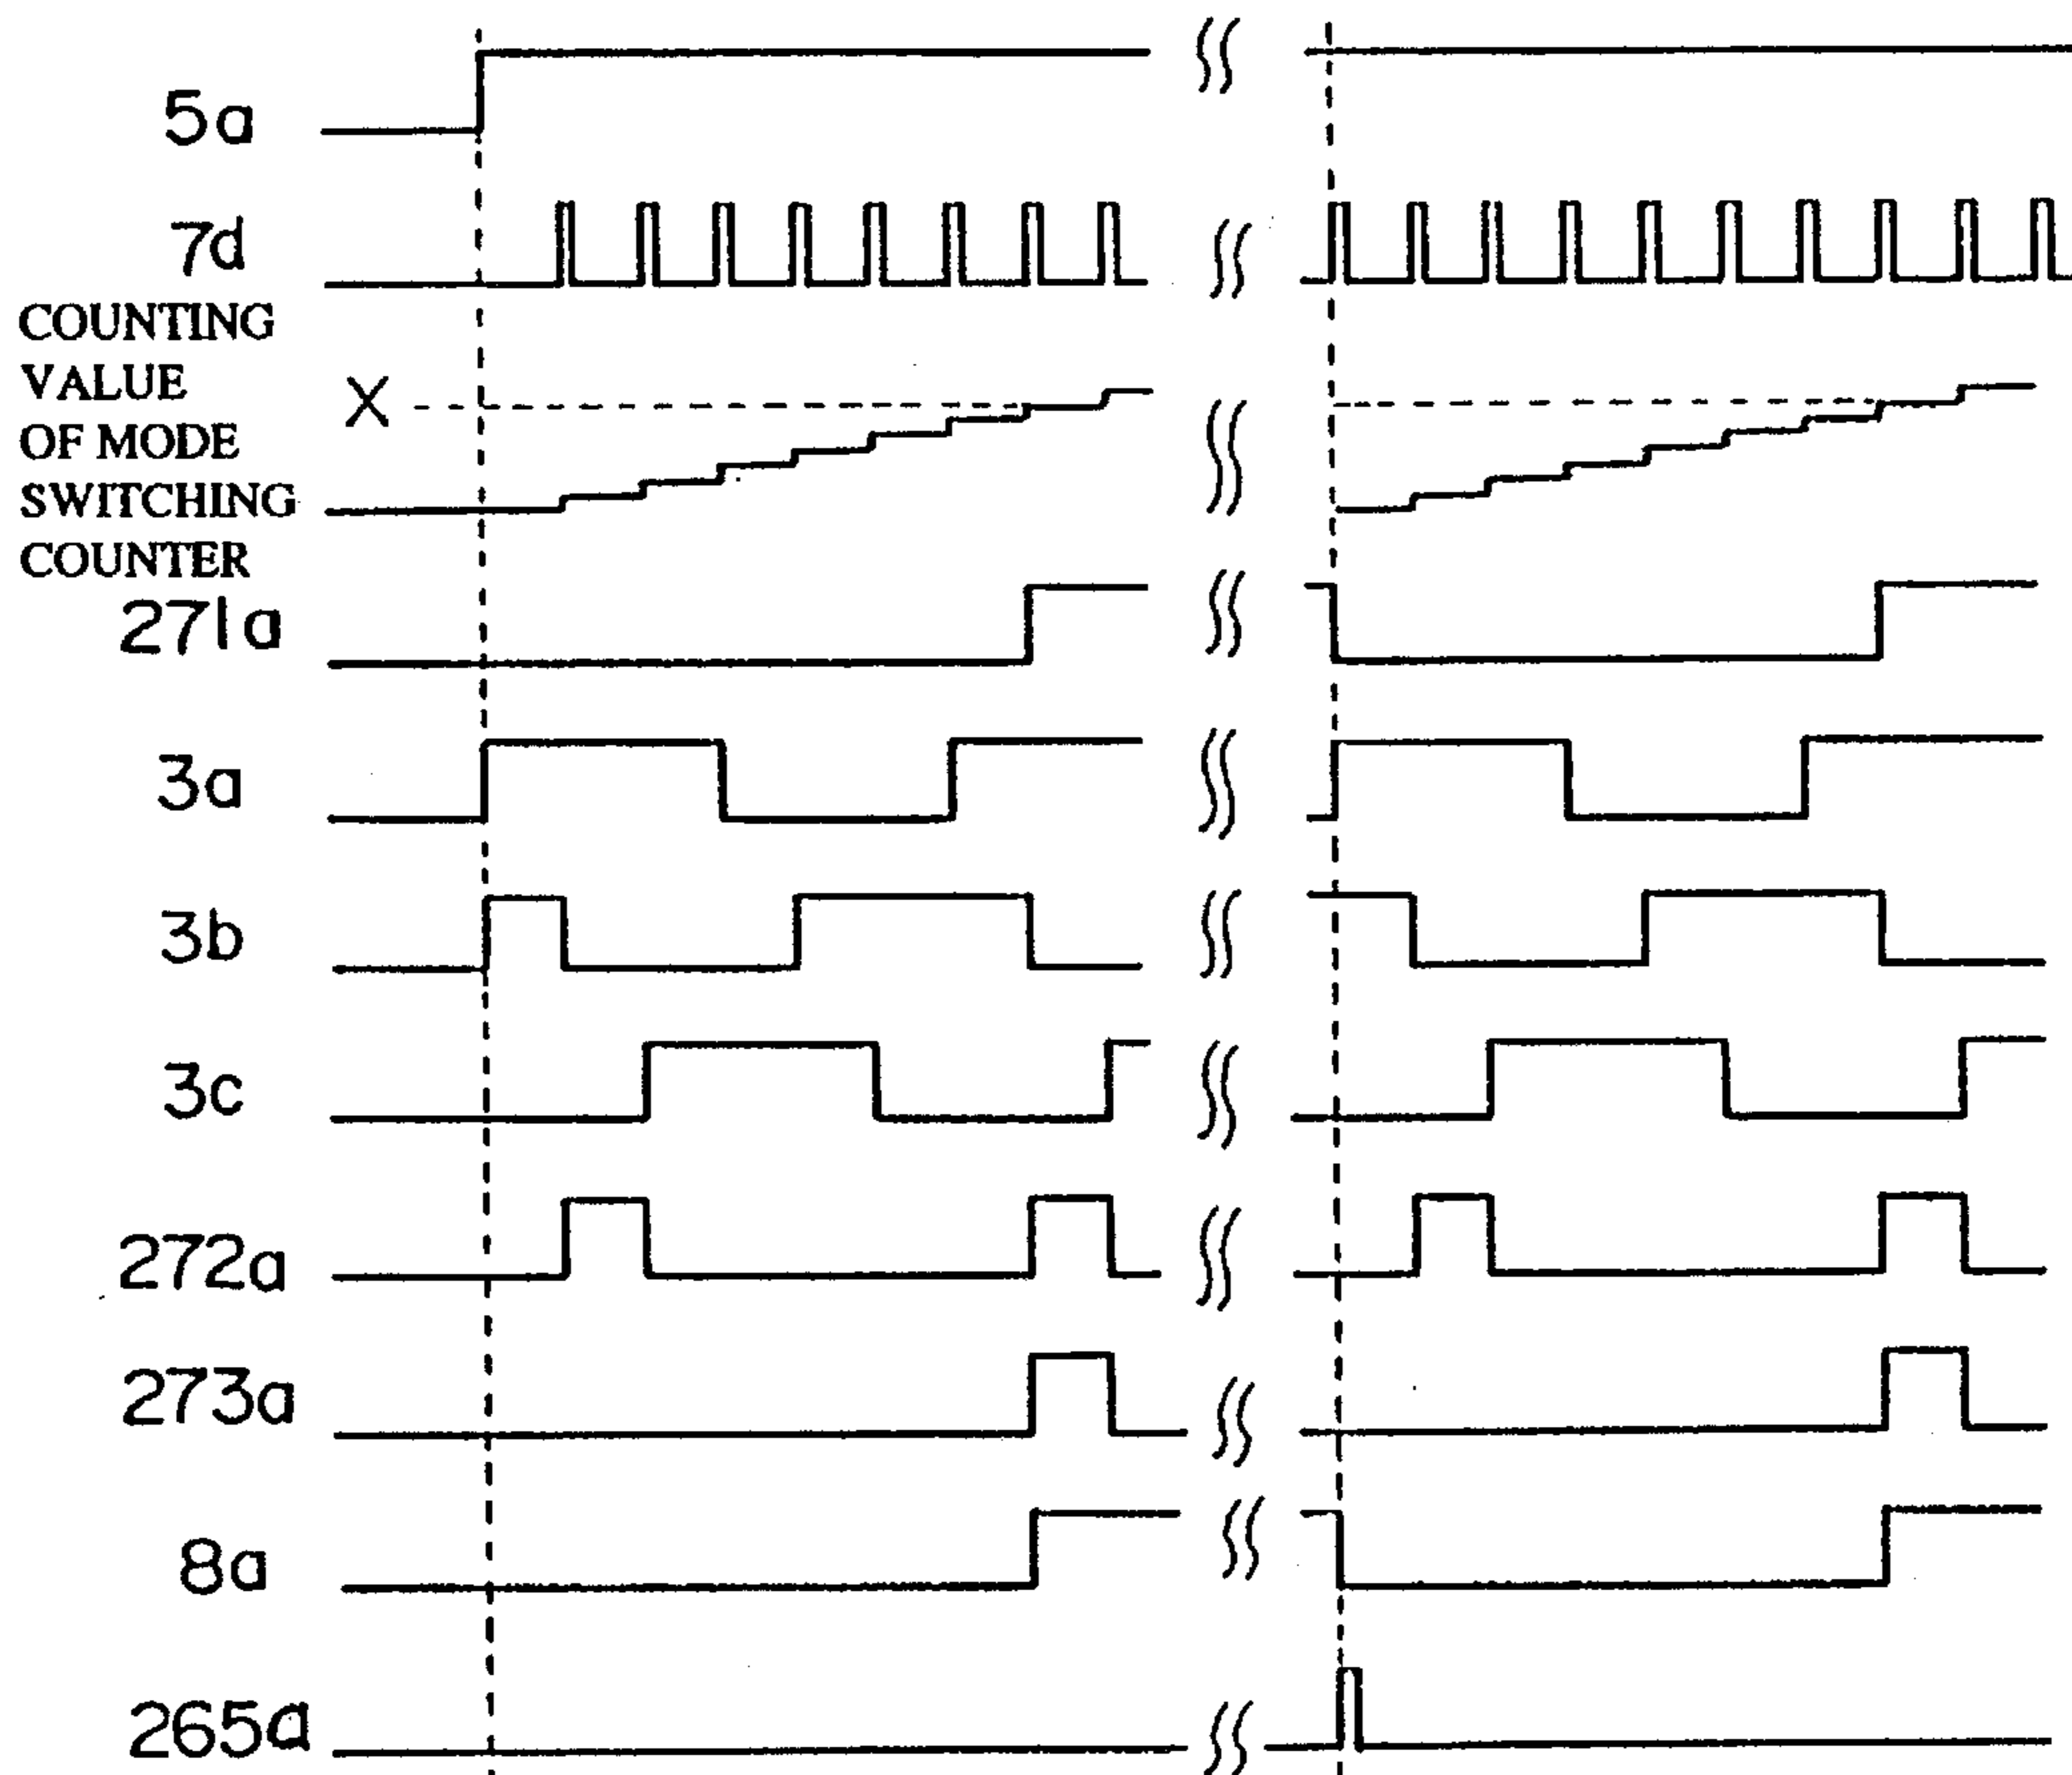 5a
7d
COUNTING
VALUE
OF MODE
SWITCHING
COUNTER
X
271a
3a
3b
3c
272a
273a
8a
265a